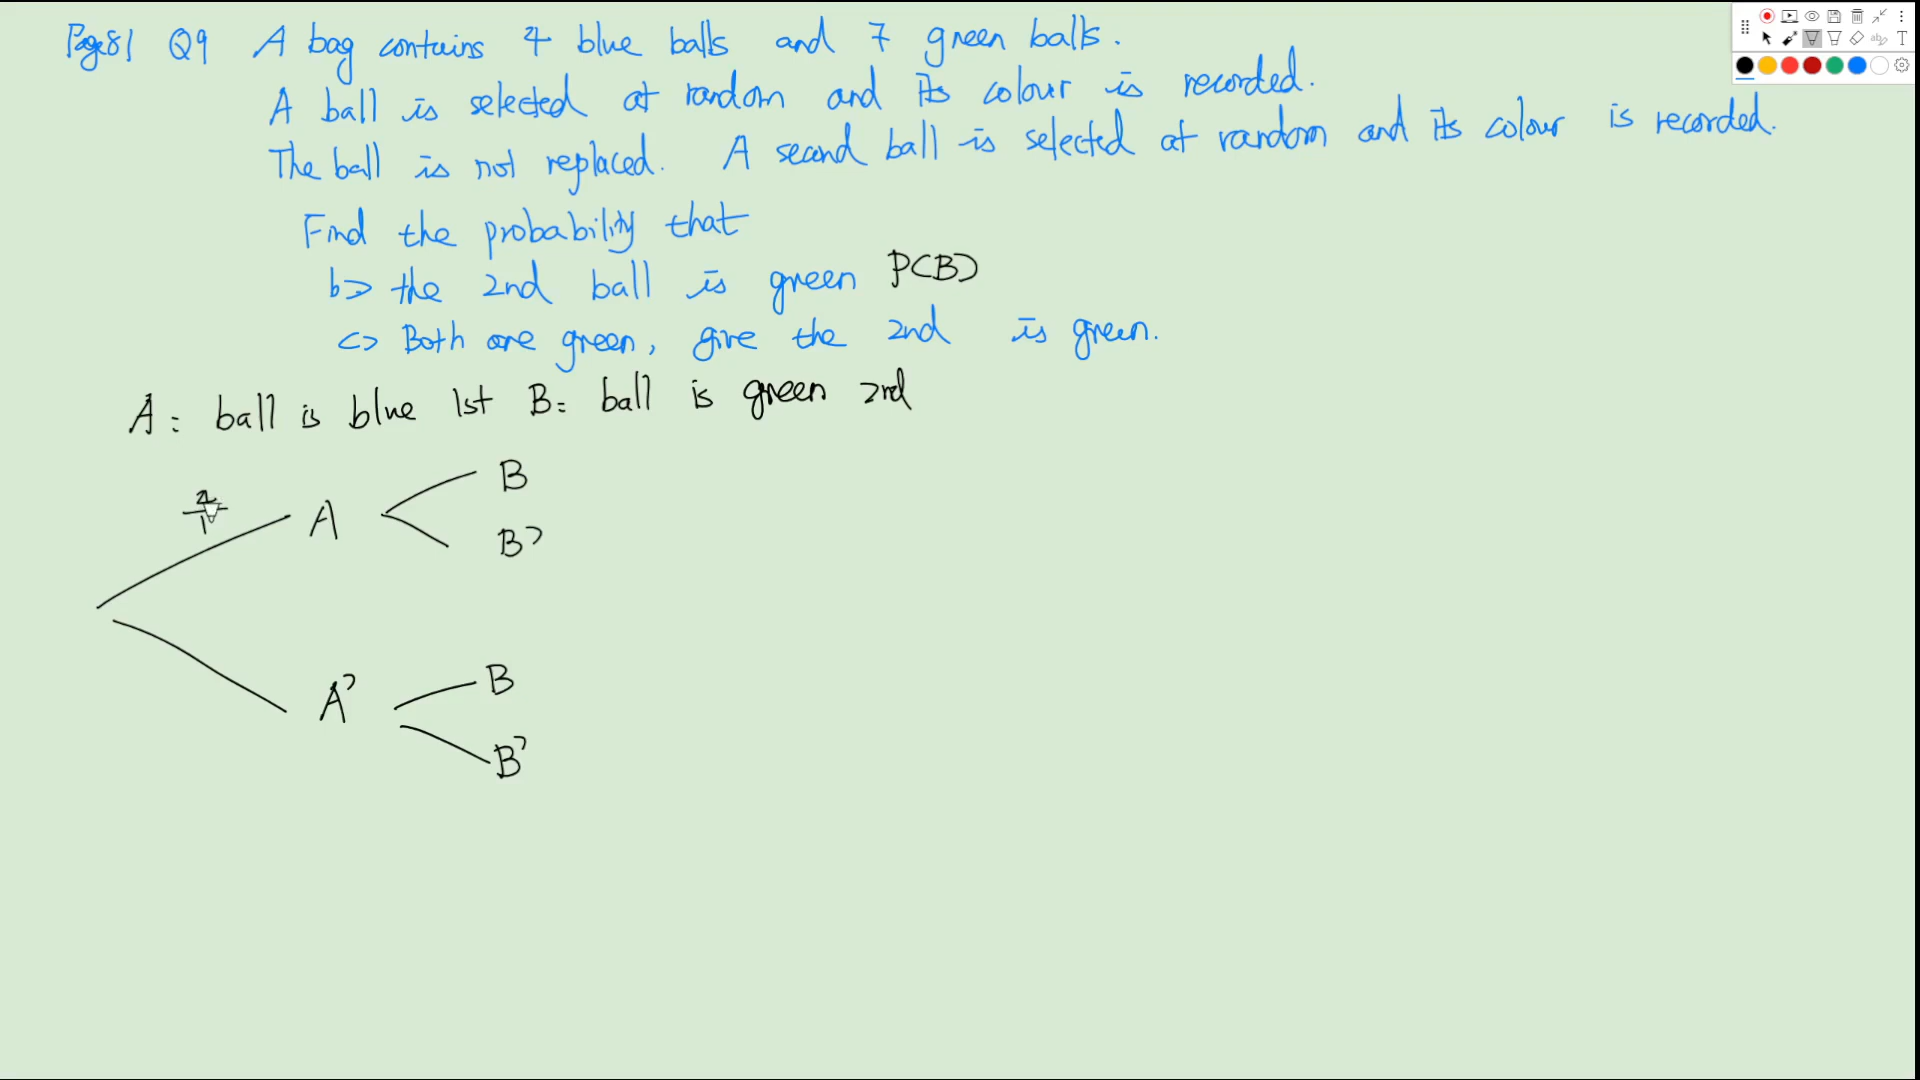 Page81 Q9 A bag contains 4 blue balls and 7 green balls.
A ball is selected at random and its colour is recorded.
The ball is not replaced. A second ball is selected at random and its colour is recorded.
Find the probability that
b> the 2nd ball is green P(B)
c> Both are green, give the 2nd is green.
A: ball is blue 1st B: ball is green 2nd
4
1
A
B
B'
A'
B
B'